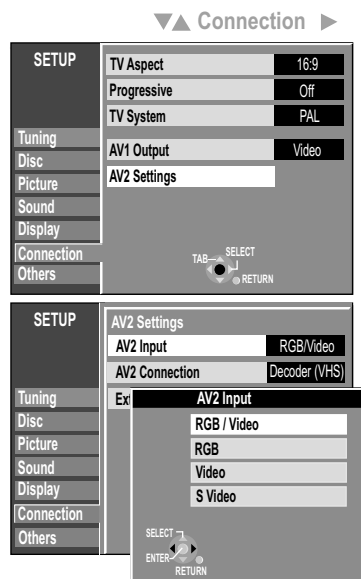 ▼▲ Connection ▶
SETUP
TV Aspect 16:9
Progressive Off
TV System PAL
Tuning
AV1 Output Video
Disc
AV2 Settings
Picture
Sound
Display
Connection
Others
TAB
SELECT
RETURN
SETUP
AV2 Settings
AV2 Input RGB/Video
AV2 Connection Decoder (VHS)
Tuning
Ext
Disc
Picture
Sound
Display
Connection
Others
AV2 Input
RGB / Video
RGB
Video
S Video
SELECT
ENTER
RETURN